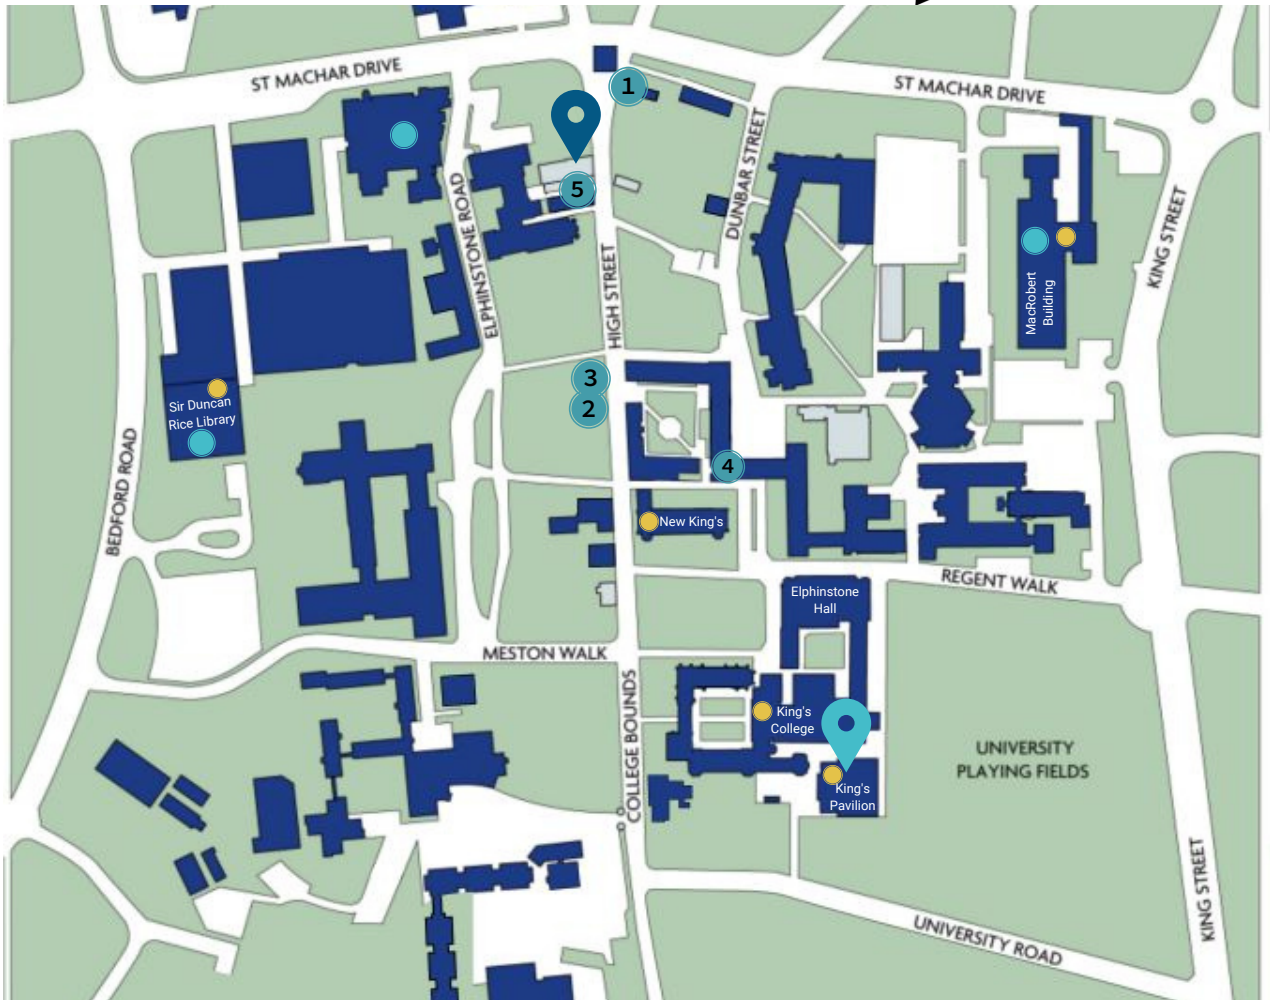 ST MACHAR DRIVE
ST MACHAR DRIVE
1
5
DUNBAR STREET
ELPHINSTONE ROAD
HIGH STREET
KING STREET
MacRobert
Building
3
2
Sir Duncan
Rice Library
4
BEDFORD ROAD
New King's
REGENT WALK
Elphinstone
Hall
MESTON WALK
COLLEGE BOUNDS
King's
College
UNIVERSITY
PLAYING FIELDS
King's
Pavilion
KING STREET
UNIVERSITY ROAD